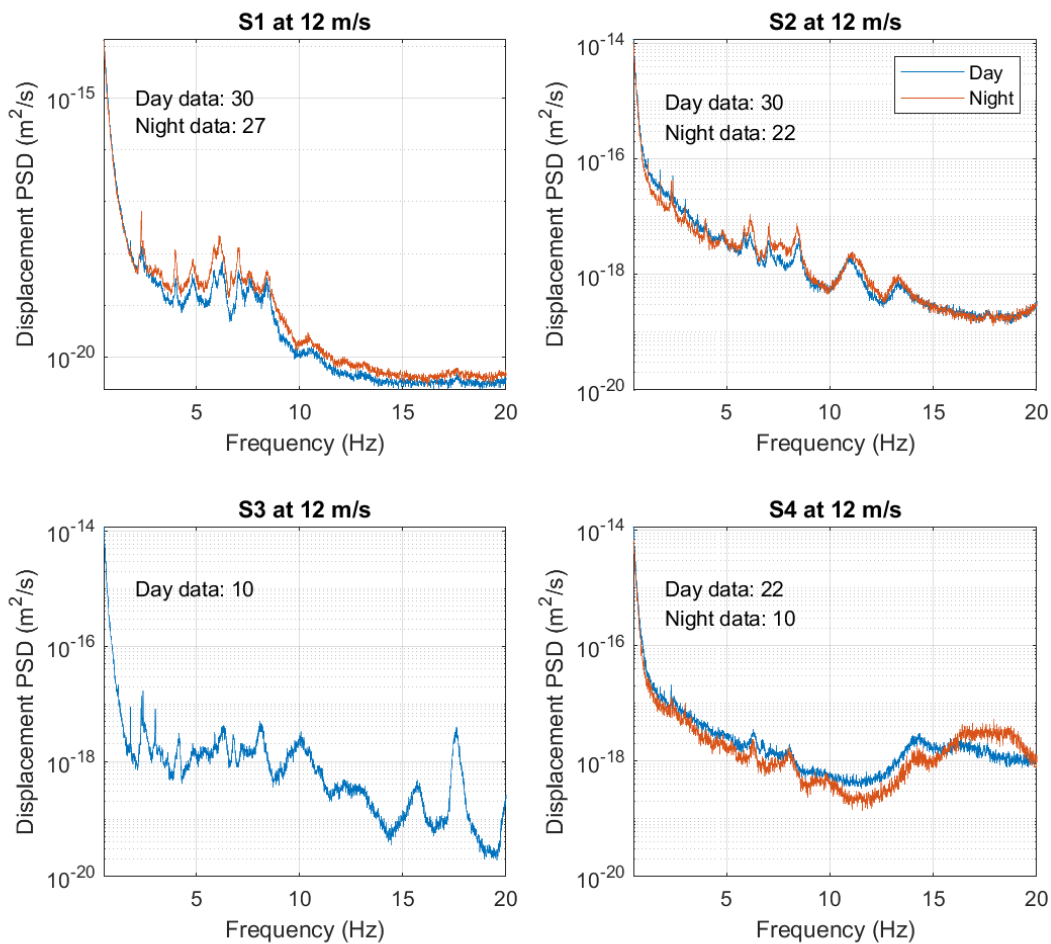 S1 at 12 m/s
Displacement PSD (m²/s)
10⁻¹⁵
10⁻²⁰
Day data: 30
Night data: 27
5 10 15 20
Frequency (Hz)
S2 at 12 m/s
Displacement PSD (m²/s)
10⁻¹⁴
10⁻¹⁶
10⁻¹⁸
10⁻²⁰
Day data: 30
Night data: 22
Day
Night
5 10 15 20
Frequency (Hz)
S3 at 12 m/s
Displacement PSD (m²/s)
10⁻¹⁴
10⁻¹⁶
10⁻¹⁸
10⁻²⁰
Day data: 10
5 10 15 20
Frequency (Hz)
S4 at 12 m/s
Displacement PSD (m²/s)
10⁻¹⁴
10⁻¹⁶
10⁻¹⁸
10⁻²⁰
Day data: 22
Night data: 10
5 10 15 20
Frequency (Hz)